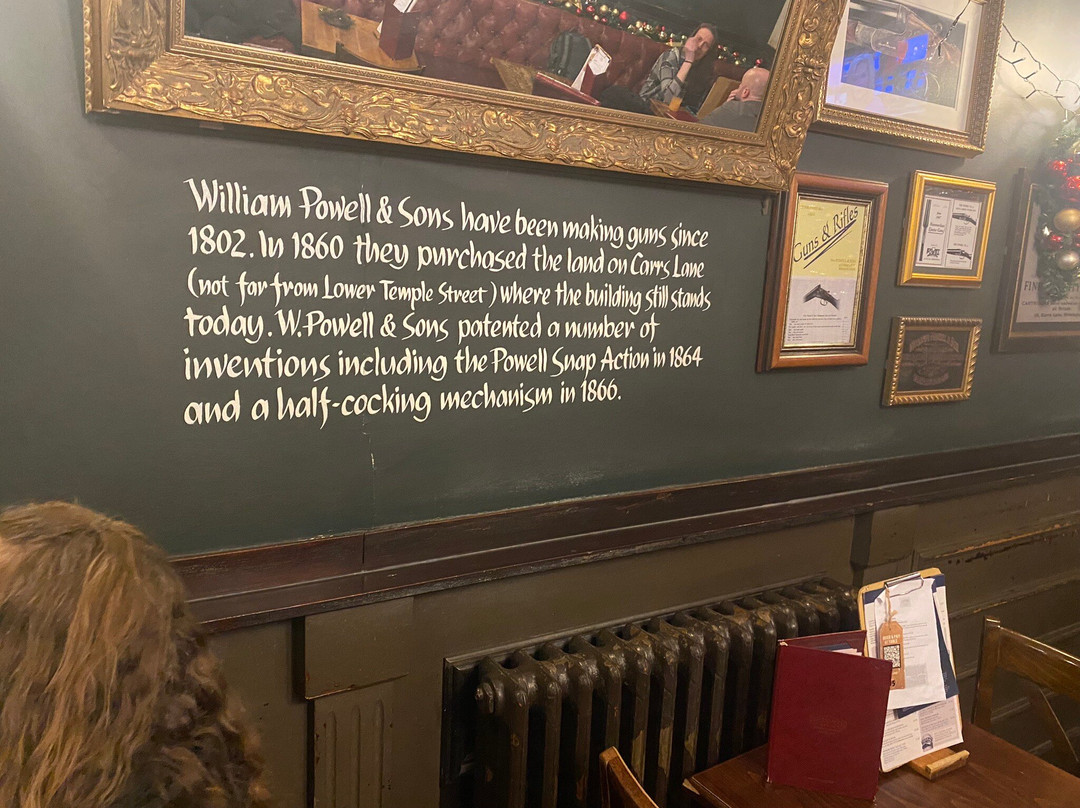 William Powell & Sons have been making guns since
1802. In 1860 they purchased the land on Carrs Lane
(not far from Lower Temple Street) where the building still stands
today. W. Powell & Sons patented a number of
inventions including the Powell Snap Action in 1864
and a half-cocking mechanism in 1866.
Guns & Rifles